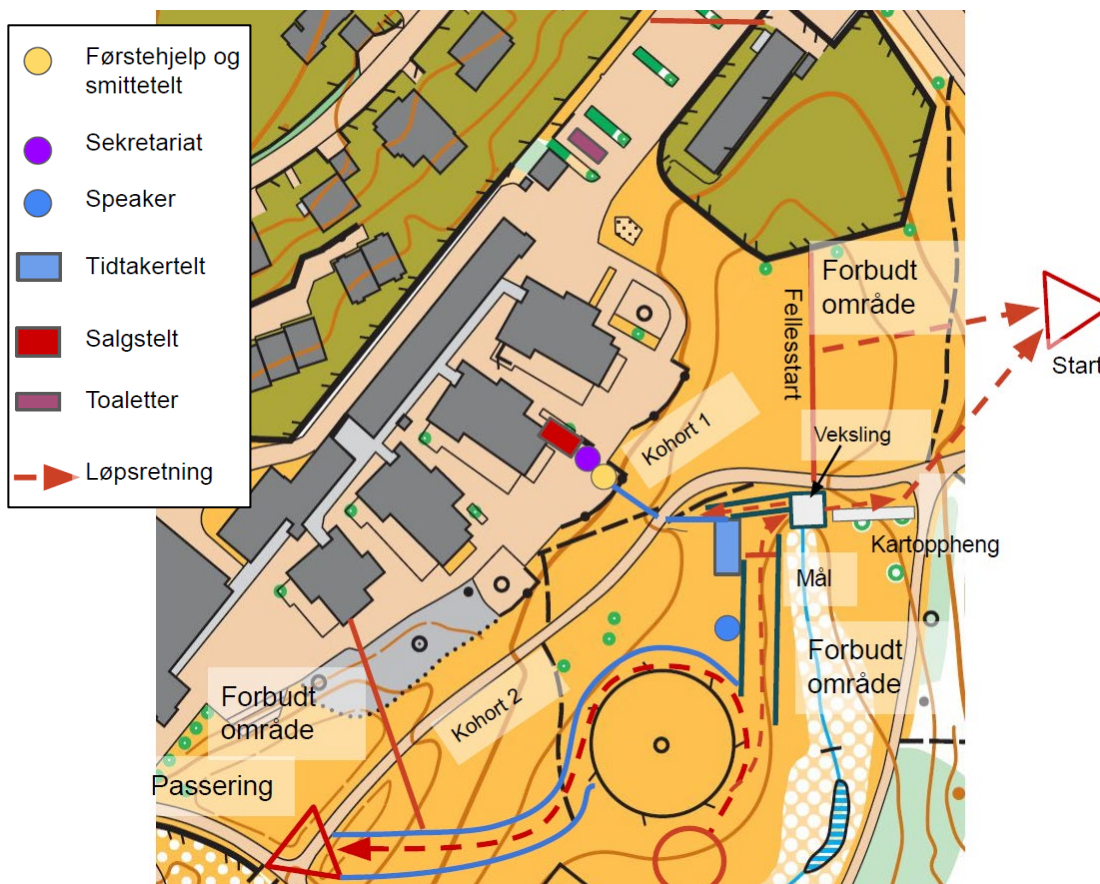 Førstehjelp og
smittetelt
Sekretariat
Speaker
Tidtakertelt
Salgstelt
Toaletter
Løpsretning
Forbudt
område
Fellesstart
Start
Kohort 1
Veksling
Kartoppheng
Mål
Forbudt
område
Kohort 2
Forbudt
område
Passering